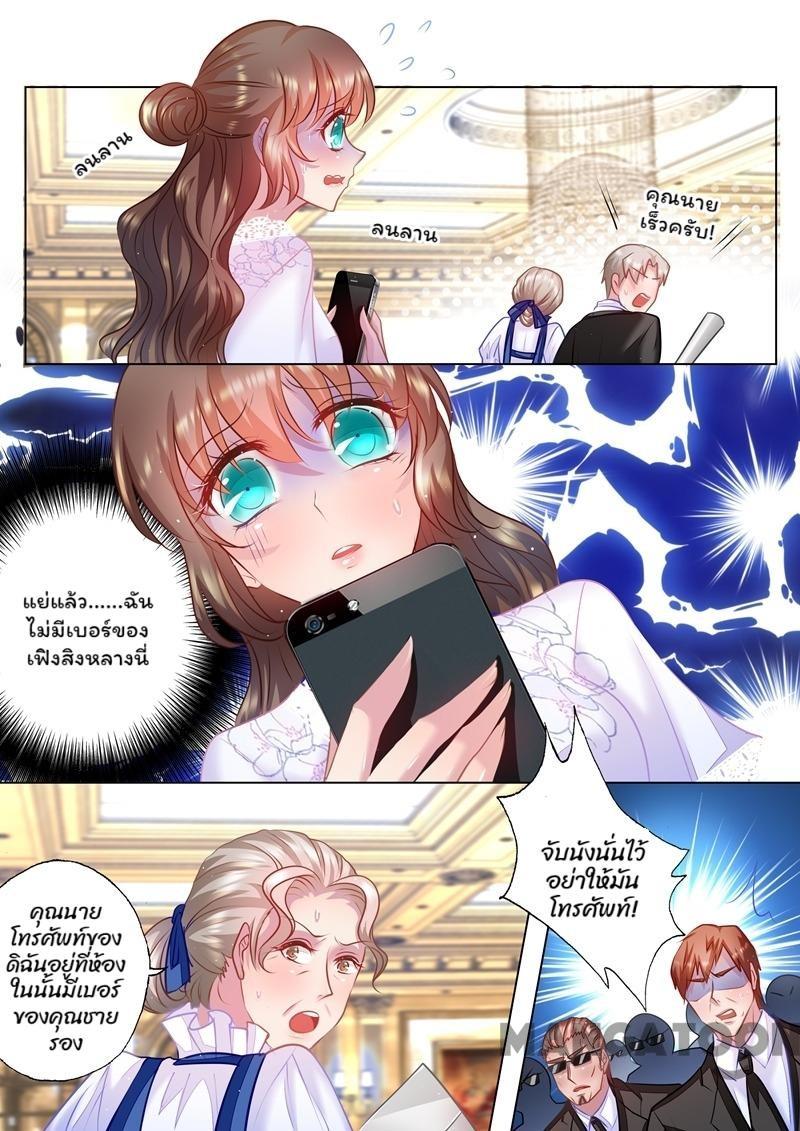 ลนลาน
ลนลาน
คุณนาย
เร็วครับ!
แย่แล้ว......ฉัน
ไม่มีเบอร์ของ
เฟิงสิงหลางนี่
จับนังนั่นไว้
อย่าให้มัน
โทรศัพท์!
คุณนาย
โทรศัพท์ของ
ดิฉันอยู่ที่ห้อง
ในนั้นมีเบอร์
ของคุณชาย
รอง
MANGATOON